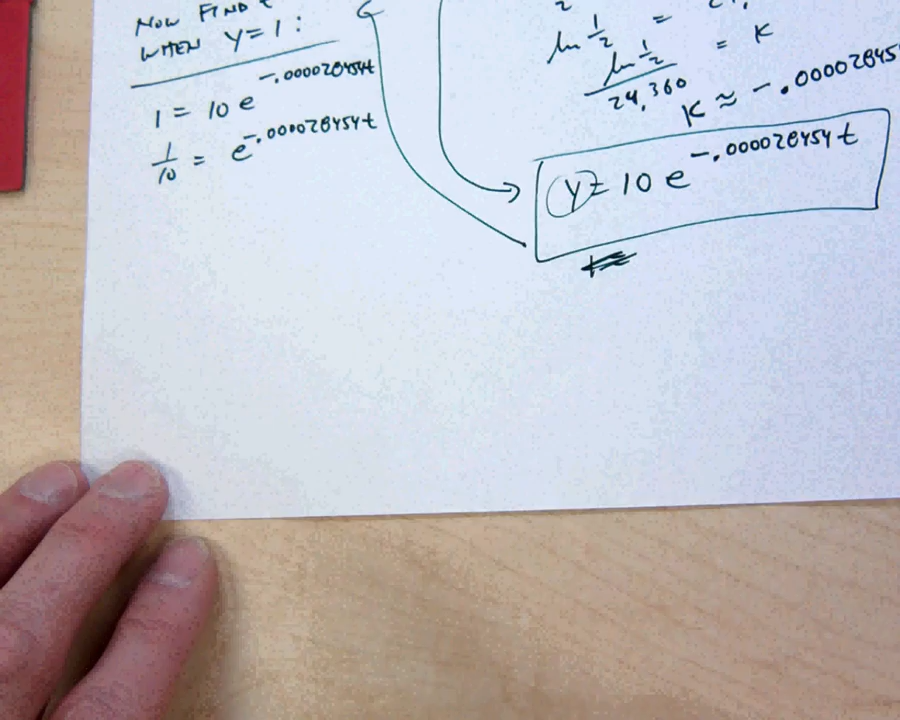 NOW FIND t
WHEN Y=1:
1 = 10 e^-.000028454t
1/10 = e^-.000028454t
ln 1/2 = 
ln 1/2 / 24,360 = K
K ≈ -.00002845
y = 10 e^-.000028454t